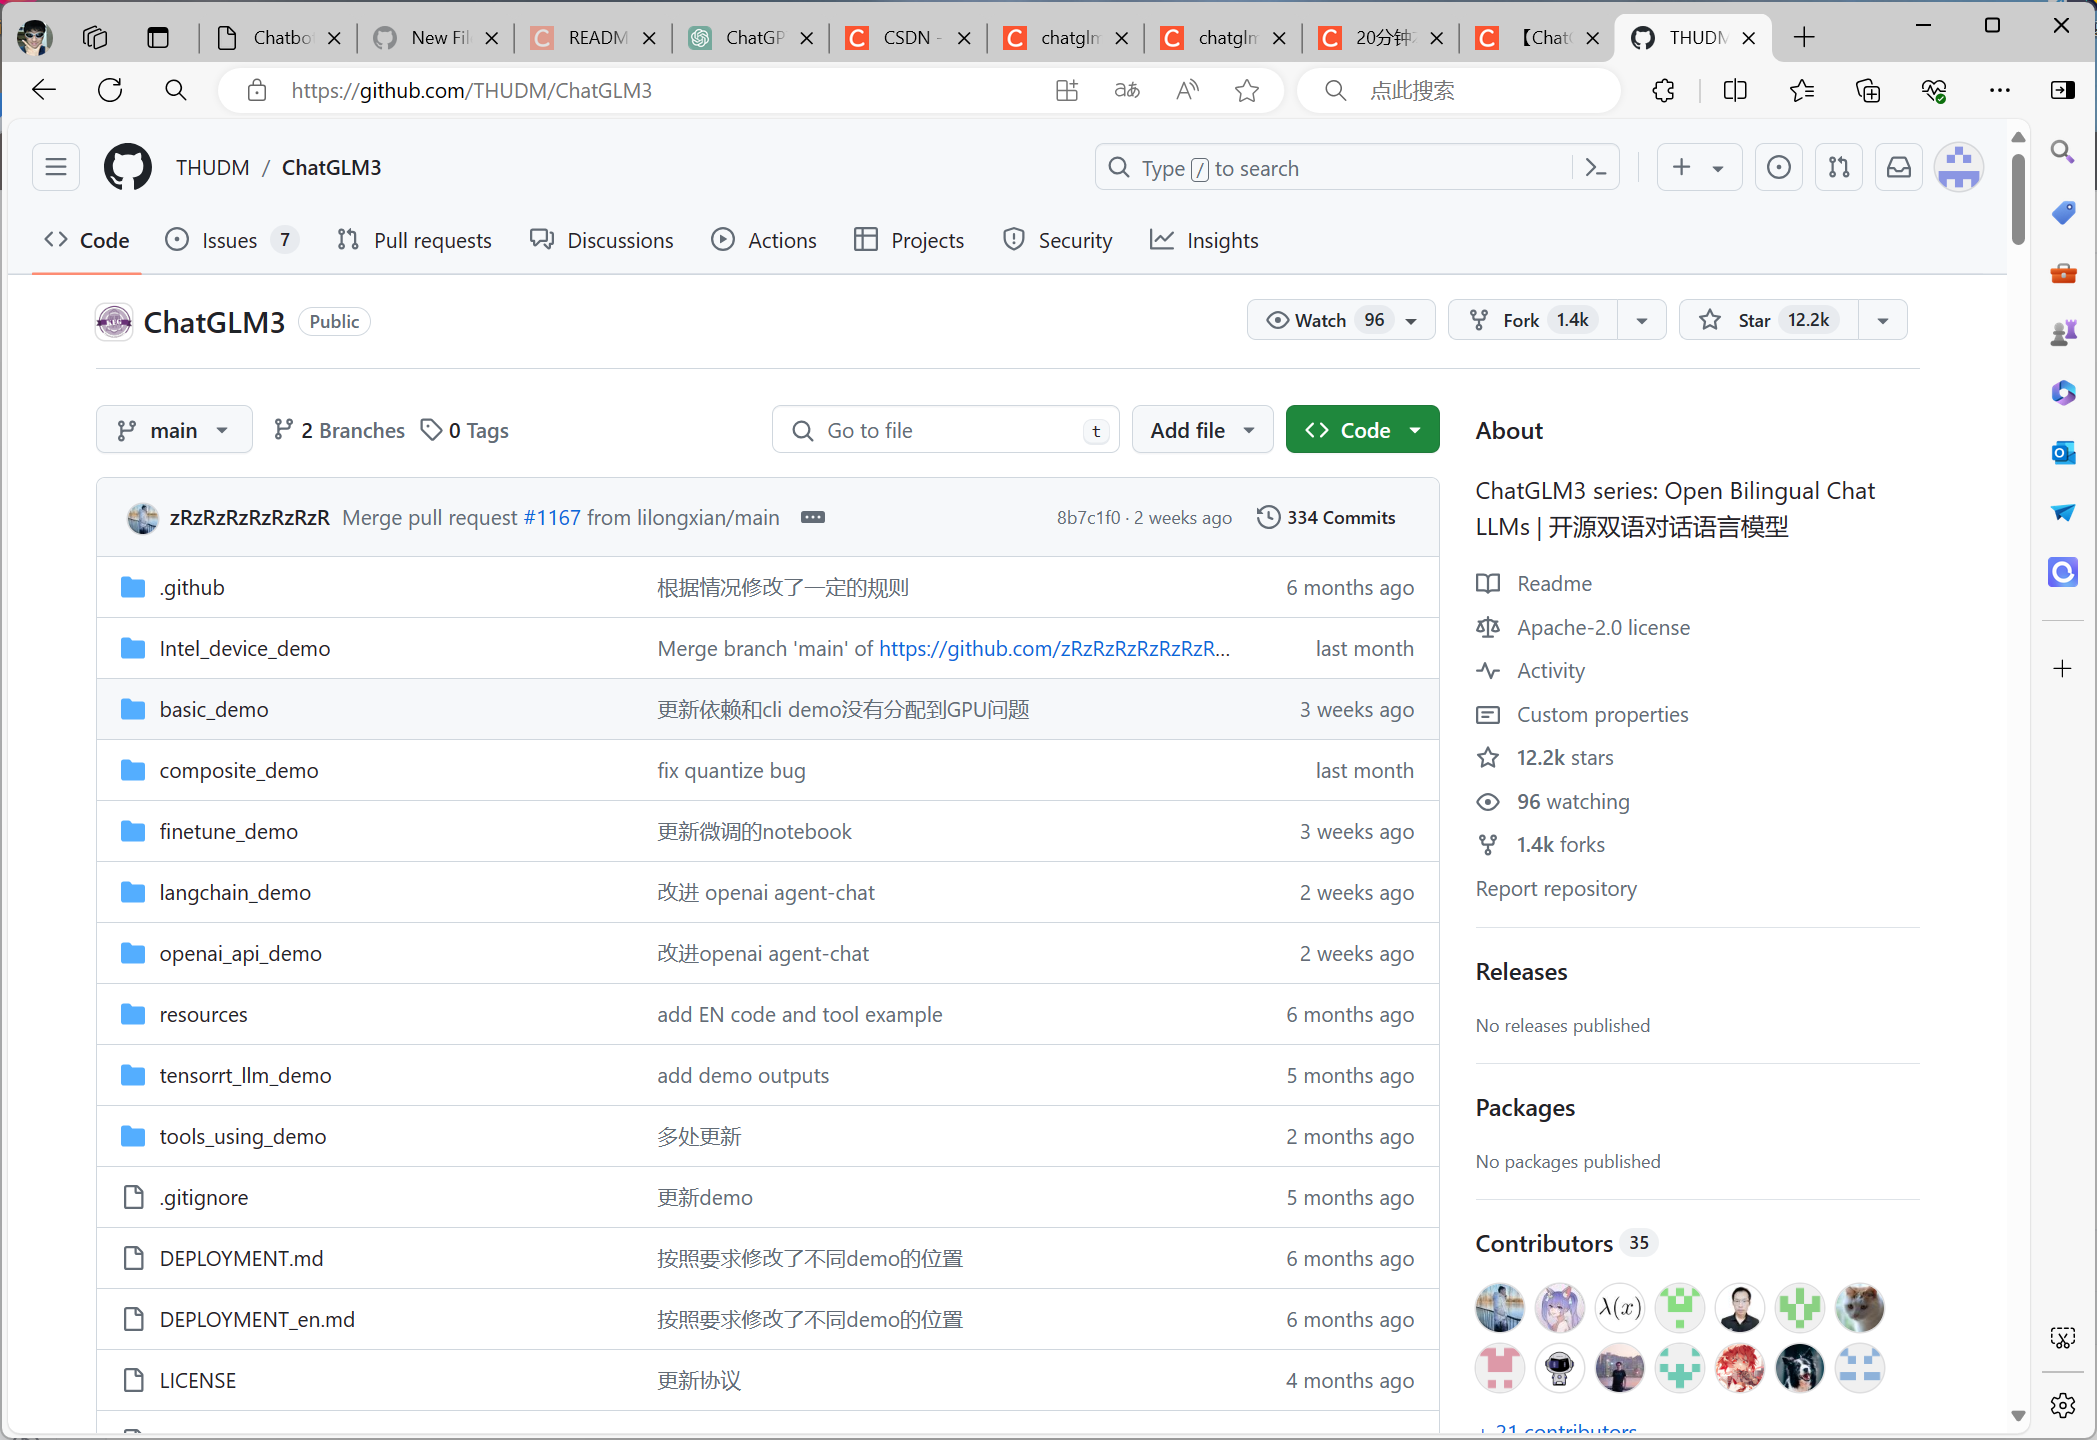 Chatbo
New Fil
READM
ChatGP
CSDN -
chatglm
chatglm
20分钟
【Chat
THUDM
https://github.com/THUDM/ChatGLM3
aあ
点此搜索
THUDM / ChatGLM3
Type / to search
Code
Issues 7
Pull requests
Discussions
Actions
Projects
Security
Insights
ChatGLM3 Public
Watch 96
Fork 1.4k
Star 12.2k
main
2 Branches
0 Tags
Go to file t
Add file
Code
zRzRzRzRzRzRzR Merge pull request #1167 from lilongxian/main 8b7c1f0 · 2 weeks ago 334 Commits
.github 根据情况修改了一定的规则 6 months ago
Intel_device_demo Merge branch 'main' of https://github.com/zRzRzRzRzRzRzR... last month
basic_demo 更新依赖和cli demo没有分配到GPU问题 3 weeks ago
composite_demo fix quantize bug last month
finetune_demo 更新微调的notebook 3 weeks ago
langchain_demo 改进 openai agent-chat 2 weeks ago
openai_api_demo 改进openai agent-chat 2 weeks ago
resources add EN code and tool example 6 months ago
tensorrt_llm_demo add demo outputs 5 months ago
tools_using_demo 多处更新 2 months ago
.gitignore 更新demo 5 months ago
DEPLOYMENT.md 按照要求修改了不同demo的位置 6 months ago
DEPLOYMENT_en.md 按照要求修改了不同demo的位置 6 months ago
LICENSE 更新协议 4 months ago
About
ChatGLM3 series: Open Bilingual Chat
LLMs | 开源双语对话语言模型
Readme
Apache-2.0 license
Activity
Custom properties
12.2k stars
96 watching
1.4k forks
Report repository
Releases
No releases published
Packages
No packages published
Contributors 35
λ(x)
+ 21 contributors